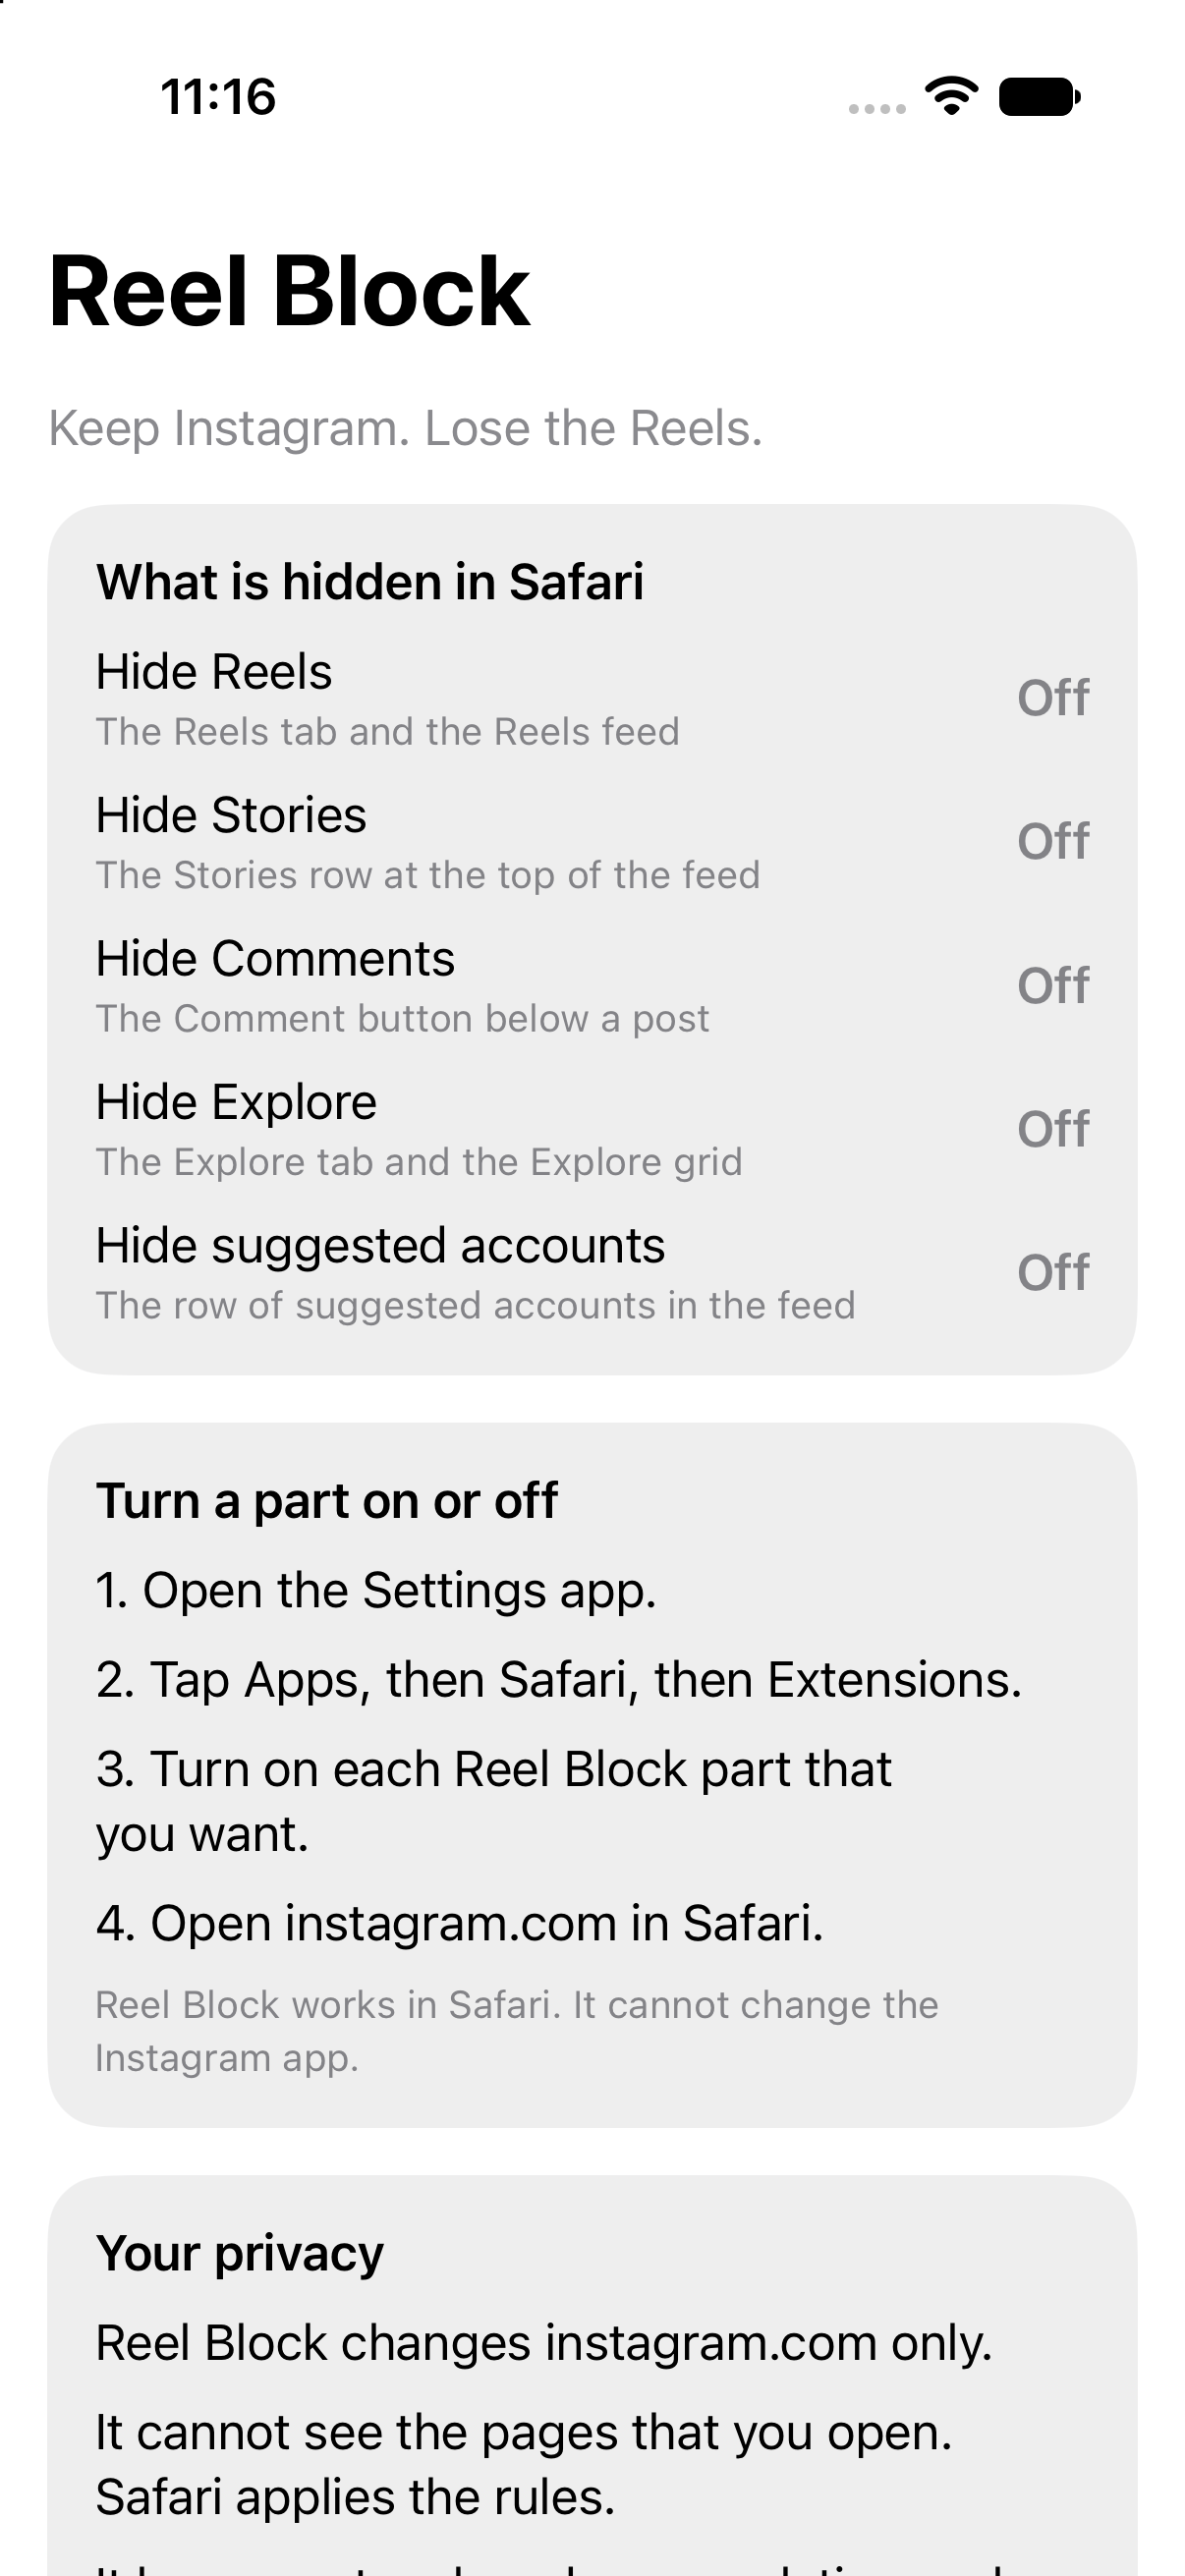 11:16
Reel Block
Keep Instagram. Lose the Reels.
What is hidden in Safari
Hide Reels
The Reels tab and the Reels feed
Off
Hide Stories
The Stories row at the top of the feed
Off
Hide Comments
The Comment button below a post
Off
Hide Explore
The Explore tab and the Explore grid
Off
Hide suggested accounts
The row of suggested accounts in the feed
Off
Turn a part on or off
1. Open the Settings app.
2. Tap Apps, then Safari, then Extensions.
3. Turn on each Reel Block part that
you want.
4. Open instagram.com in Safari.
Reel Block works in Safari. It cannot change the
Instagram app.
Your privacy
Reel Block changes instagram.com only.
It cannot see the pages that you open.
Safari applies the rules.